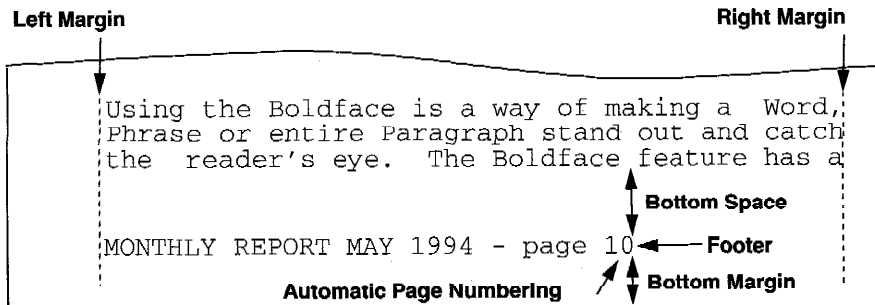 Left Margin Right Margin
Using the Boldface is a way of making a Word,
Phrase or entire Paragraph stand out and catch
the reader's eye. The Boldface feature has a
Bottom Space
MONTHLY REPORT MAY 1994 - page 10 Footer
Automatic Page Numbering Bottom Margin